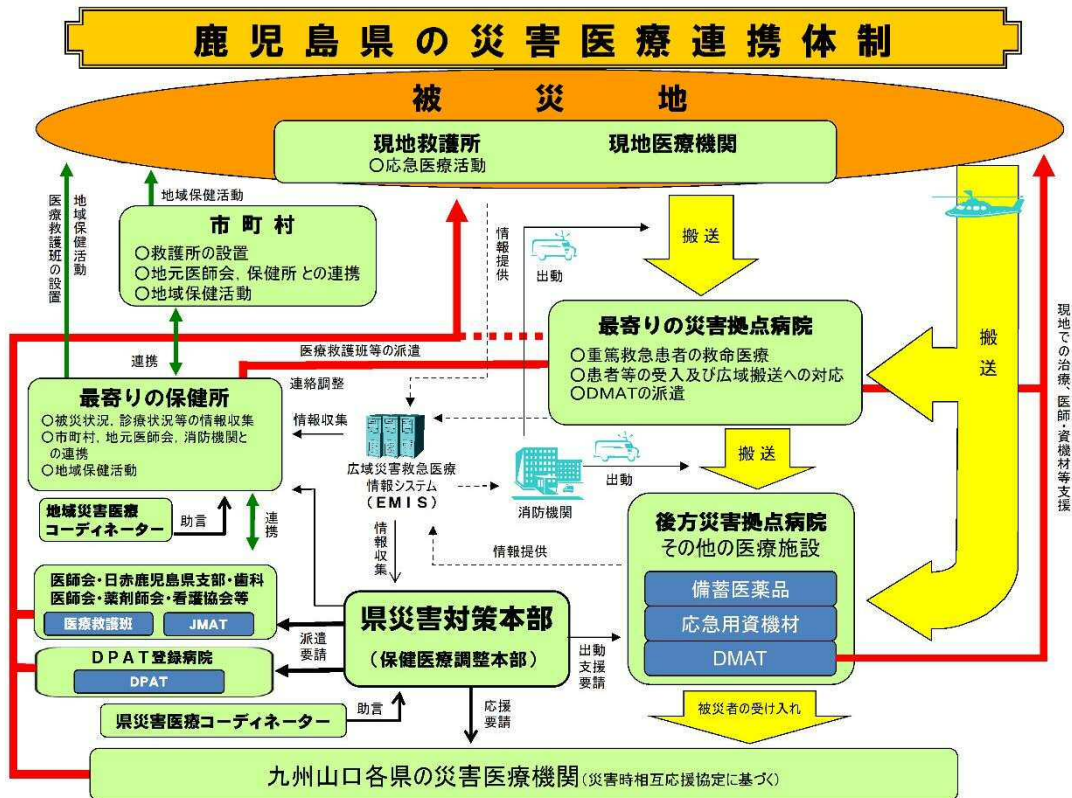 鹿児島県の災害医療連携体制
被災地
現地救護所
○応急医療活動
現地医療機関
地域保健活動
医療救護班の設置
地域保健活動
市町村
○救護所の設置
○地元医師会、保健所との連携
○地域保健活動
情報提供
出動
搬送
搬送
現地での治療、医師・資機材等支援
最寄りの災害拠点病院
○重篤救急患者の救命医療
○患者等の受入及び広域搬送への対応
○DMATの派遣
連携
医療救護班等の派遣
連絡調整
最寄りの保健所
○被災状況、診療状況等の情報収集
○市町村、地元医師会、消防機関と
の連携
○地域保健活動
情報収集
広域災害救急医療
情報システム
(EMIS)
消防機関
出動
搬送
地域災害医療
コーディネーター
助言
連携
情報収集
情報提供
後方災害拠点病院
その他の医療施設
備蓄医薬品
応急用資機材
DMAT
医師会・日赤鹿児島県支部・歯科
医師会・薬剤師会・看護協会等
医療救護班
JMAT
派遣
要請
県災害対策本部
(保健医療調整本部)
出動
支援
要請
DPAT登録病院
DPAT
県災害医療コーディネーター
助言
応援
要請
被災者の受け入れ
九州山口各県の災害医療機関(災害時相互応援協定に基づく)